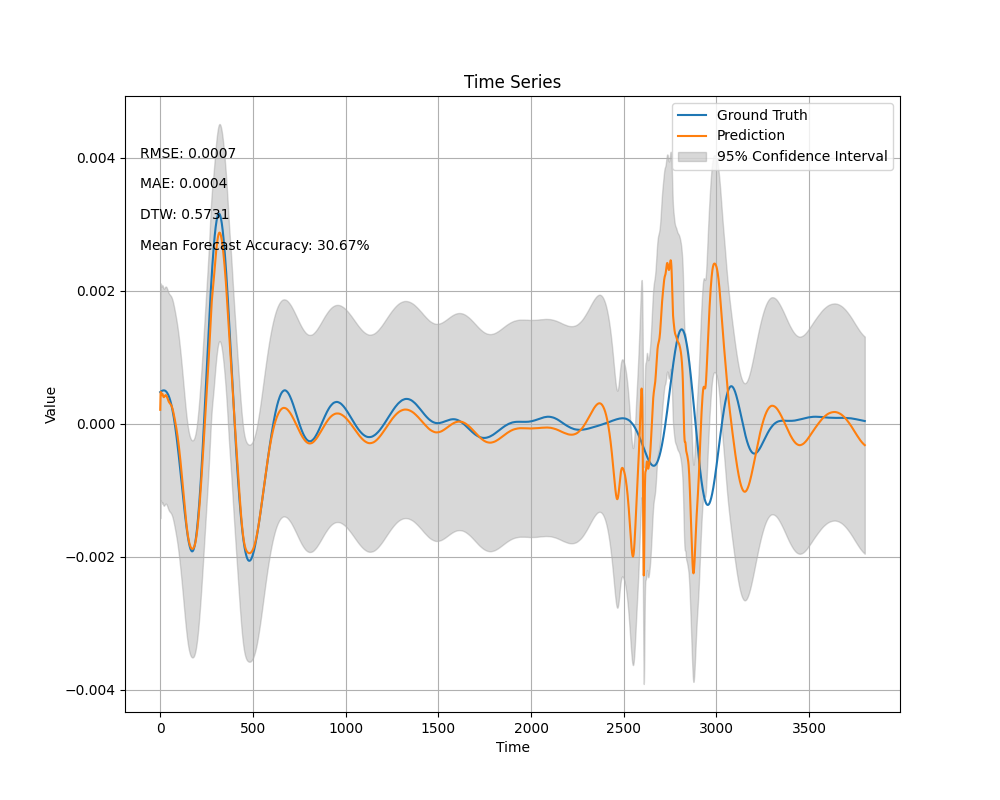 Time Series
Ground Truth
Prediction
95% Confidence Interval
RMSE: 0.0007
MAE: 0.0004
DTW: 0.5731
Mean Forecast Accuracy: 30.67%
Value
0.004
0.002
0.000
−0.002
−0.004
0 500 1000 1500 2000 2500 3000 3500
Time